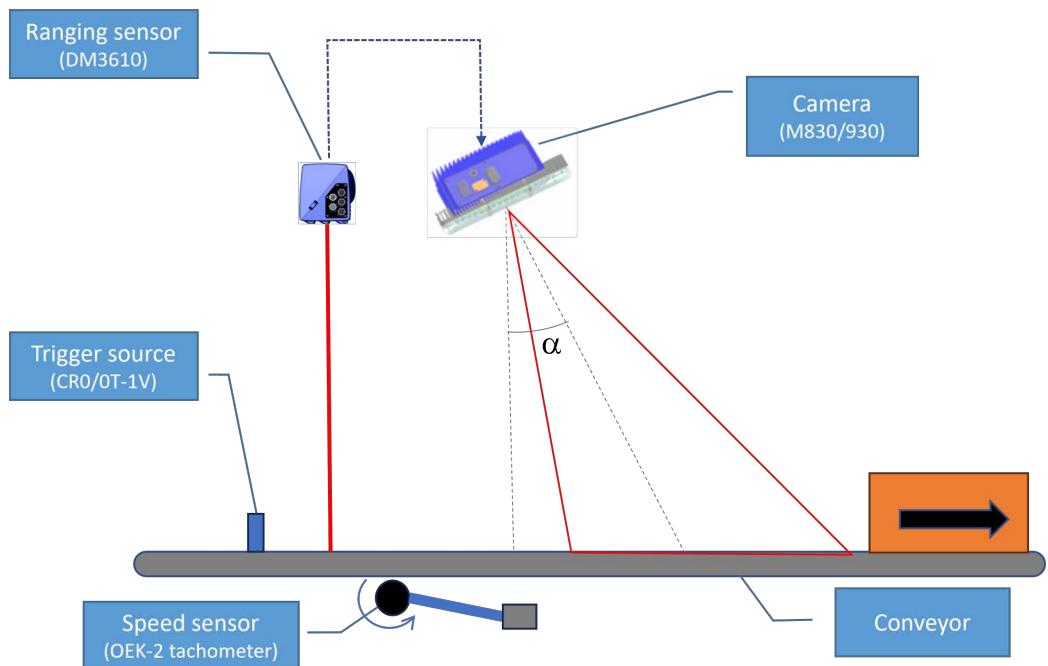 Ranging sensor
(DM3610)
Camera
(M830/930)
α
Trigger source
(CR0/0T-1V)
Speed sensor
(OEK-2 tachometer)
Conveyor